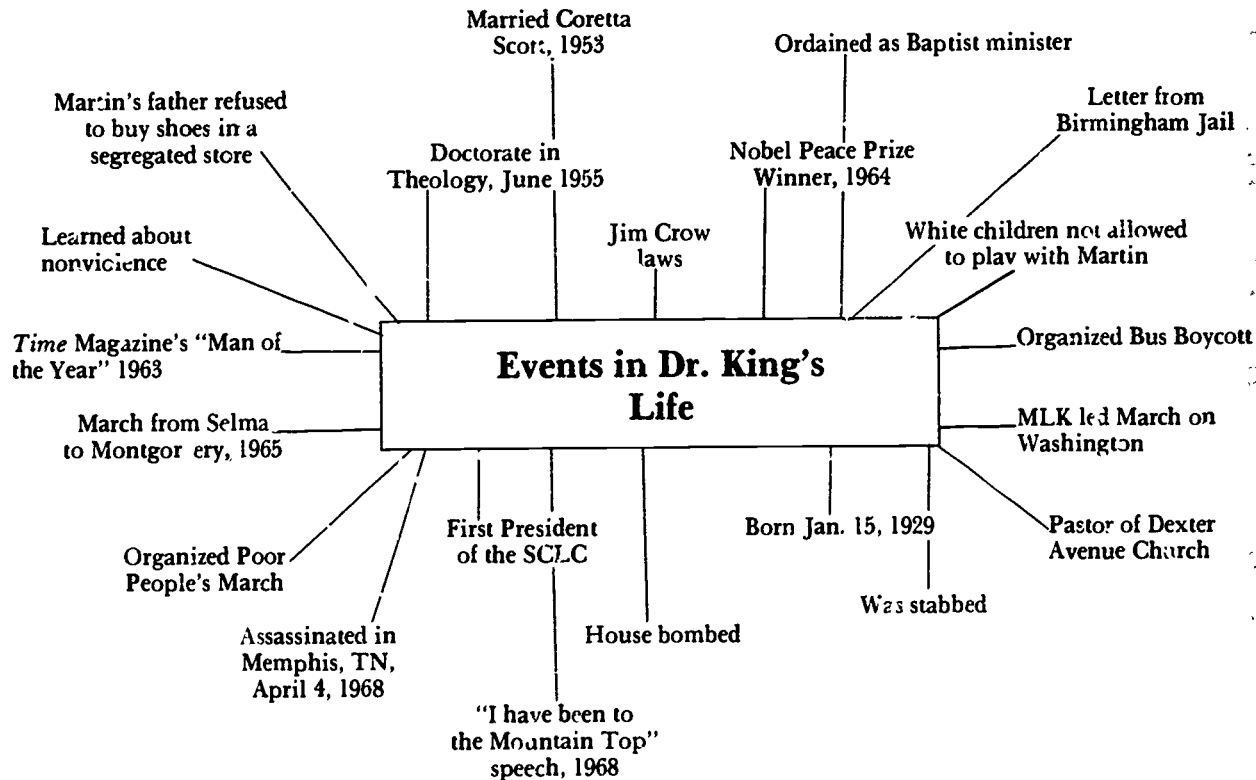 Married Coretta
Scott, 1953
Ordained as Baptist minister
Martin's father refused
to buy shoes in a
segregated store
Letter from
Birmingham Jail
Doctorate in
Theology, June 1955
Nobel Peace Prize
Winner, 1964
Learned about
nonviolence
Jim Crow
laws
White children not allowed
to play with Martin
Time Magazine's "Man of
the Year" 1963
Organized Bus Boycott
Events in Dr. King's
Life
March from Selma
to Montgomery, 1965
MLK led March on
Washington
First President
of the SCLC
Born Jan. 15, 1929
Pastor of Dexter
Avenue Church
Organized Poor
People's March
Was stabbed
Assassinated in
Memphis, TN,
April 4, 1968
House bombed
"I have been to
the Mountain Top"
speech, 1968